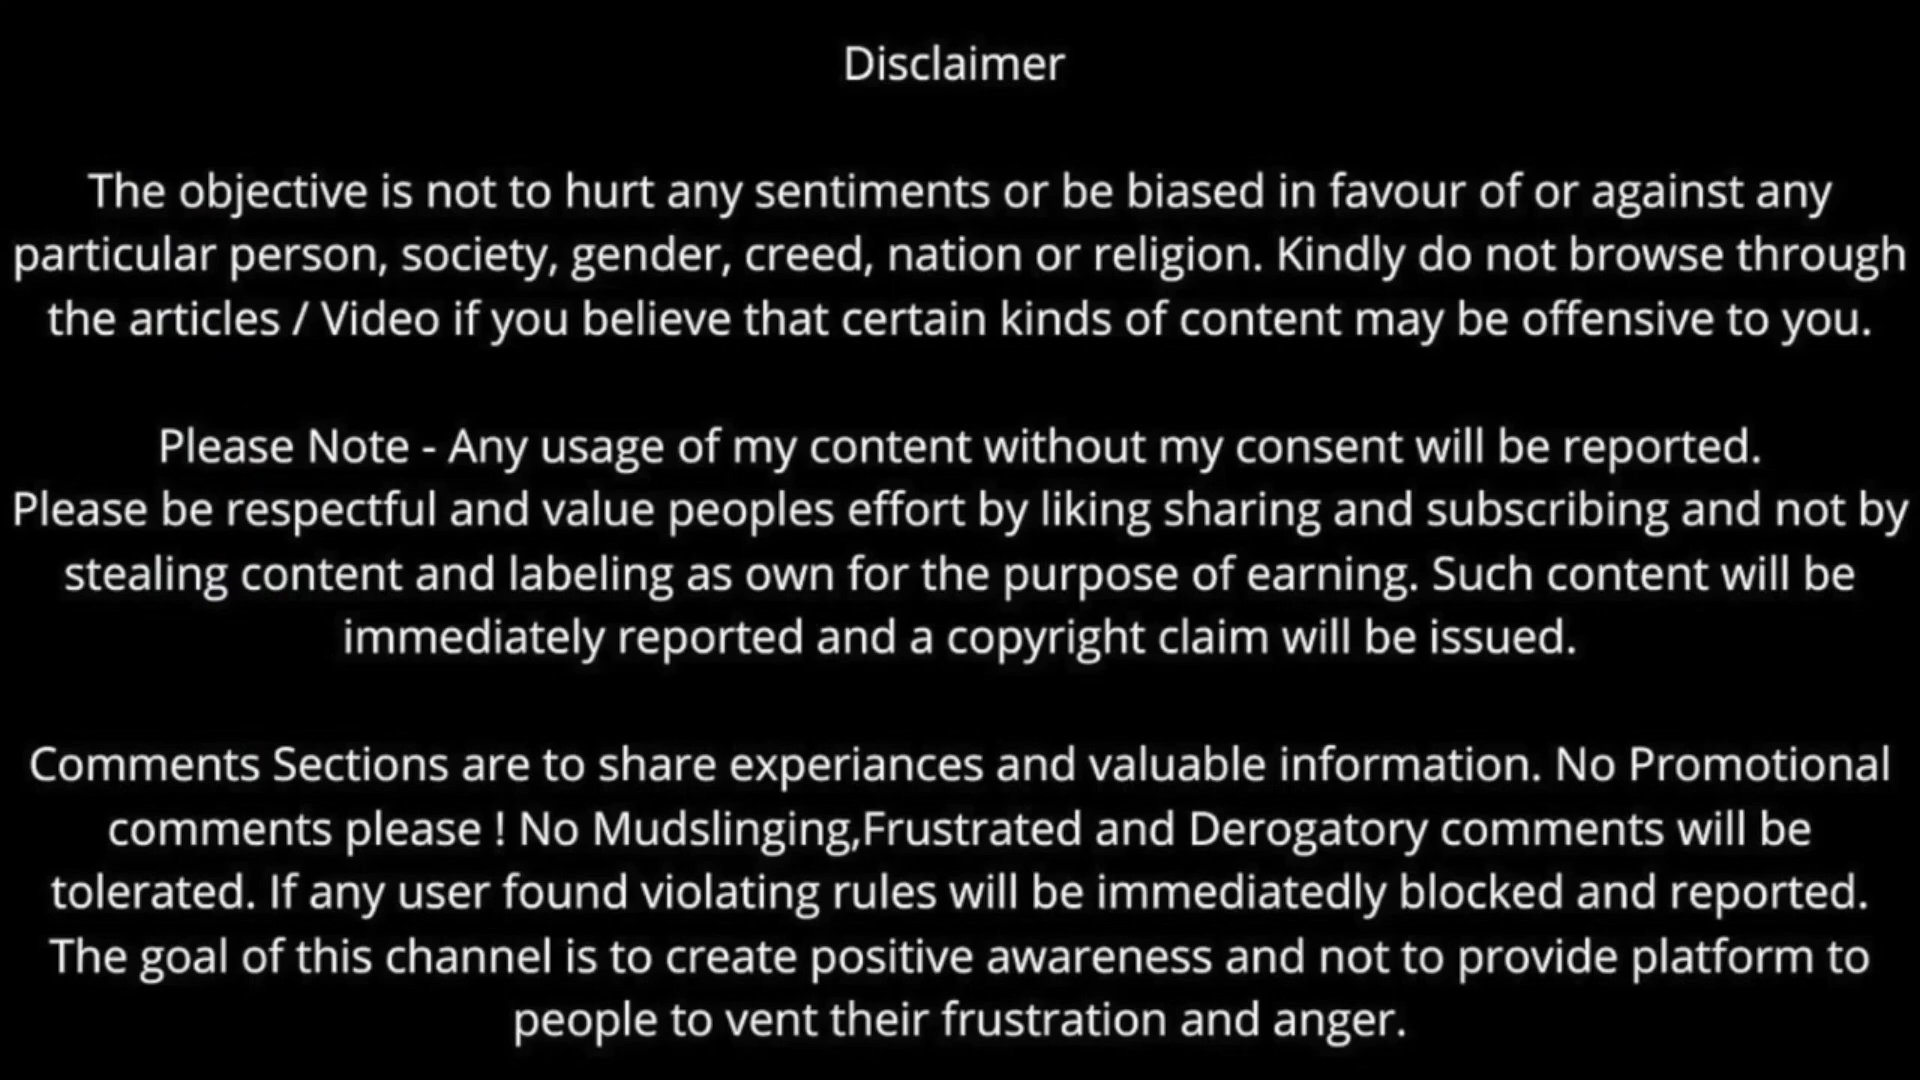 Disclaimer
The objective is not to hurt any sentiments or be biased in favour of or against any
particular person, society, gender, creed, nation or religion. Kindly do not browse through
the articles / Video if you believe that certain kinds of content may be offensive to you.
Please Note - Any usage of my content without my consent will be reported.
Please be respectful and value peoples effort by liking sharing and subscribing and not by
stealing content and labeling as own for the purpose of earning. Such content will be
immediately reported and a copyright claim will be issued.
Comments Sections are to share experiances and valuable information. No Promotional
comments please ! No Mudslinging,Frustrated and Derogatory comments will be
tolerated. If any user found violating rules will be immediatedly blocked and reported.
The goal of this channel is to create positive awareness and not to provide platform to
people to vent their frustration and anger.